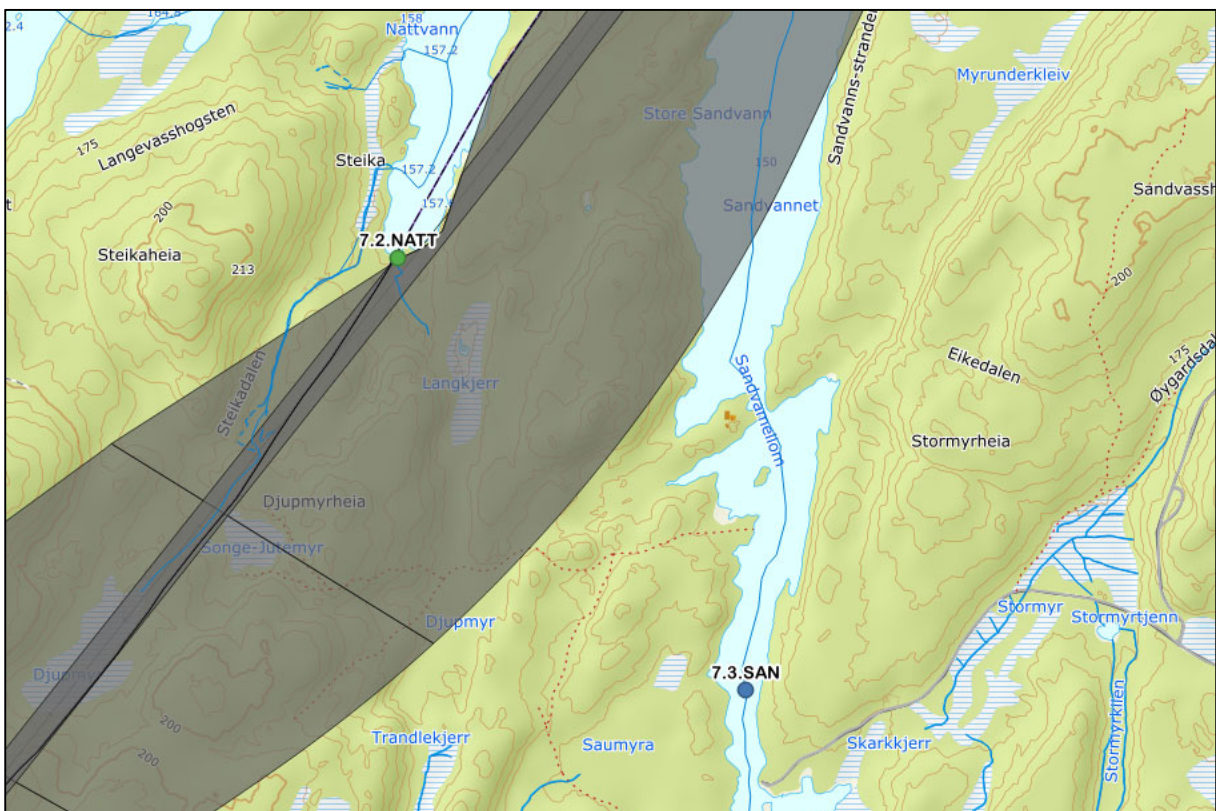 164.8
158
Nattvann
2.4
157.2
Myrunderkleiv
Sandvanns-stranden
Store Sandvann
Langevasshogsten
175
Steika
157.2
150
Sandvassh
200
Sandvannet
7.2.NATT
Steikaheia
213
200
175
Øygardsdal
Eikedalen
Langkjerr
Steikadalen
Stormyrheia
Djupmyrheia
Songe-Jutemyr
Djupmyr
Stormyr
Stormyrtjenn
7.3.SAN
200
Trandlekjerr
Saumyra
Skarkkjerr
Stormyrkilen
200